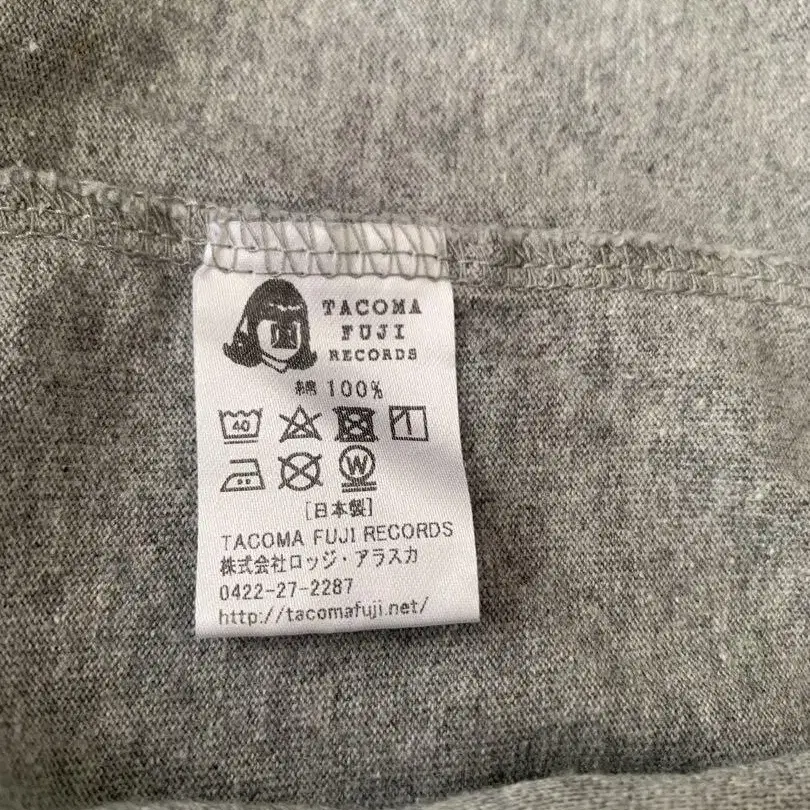 TACOMA
FUJI
RECORDS
綿 100%
40
W
[日本製]
TACOMA FUJI RECORDS
株式会社ロッジ・アラスカ
0422-27-2287
http://tacomafuji.net/